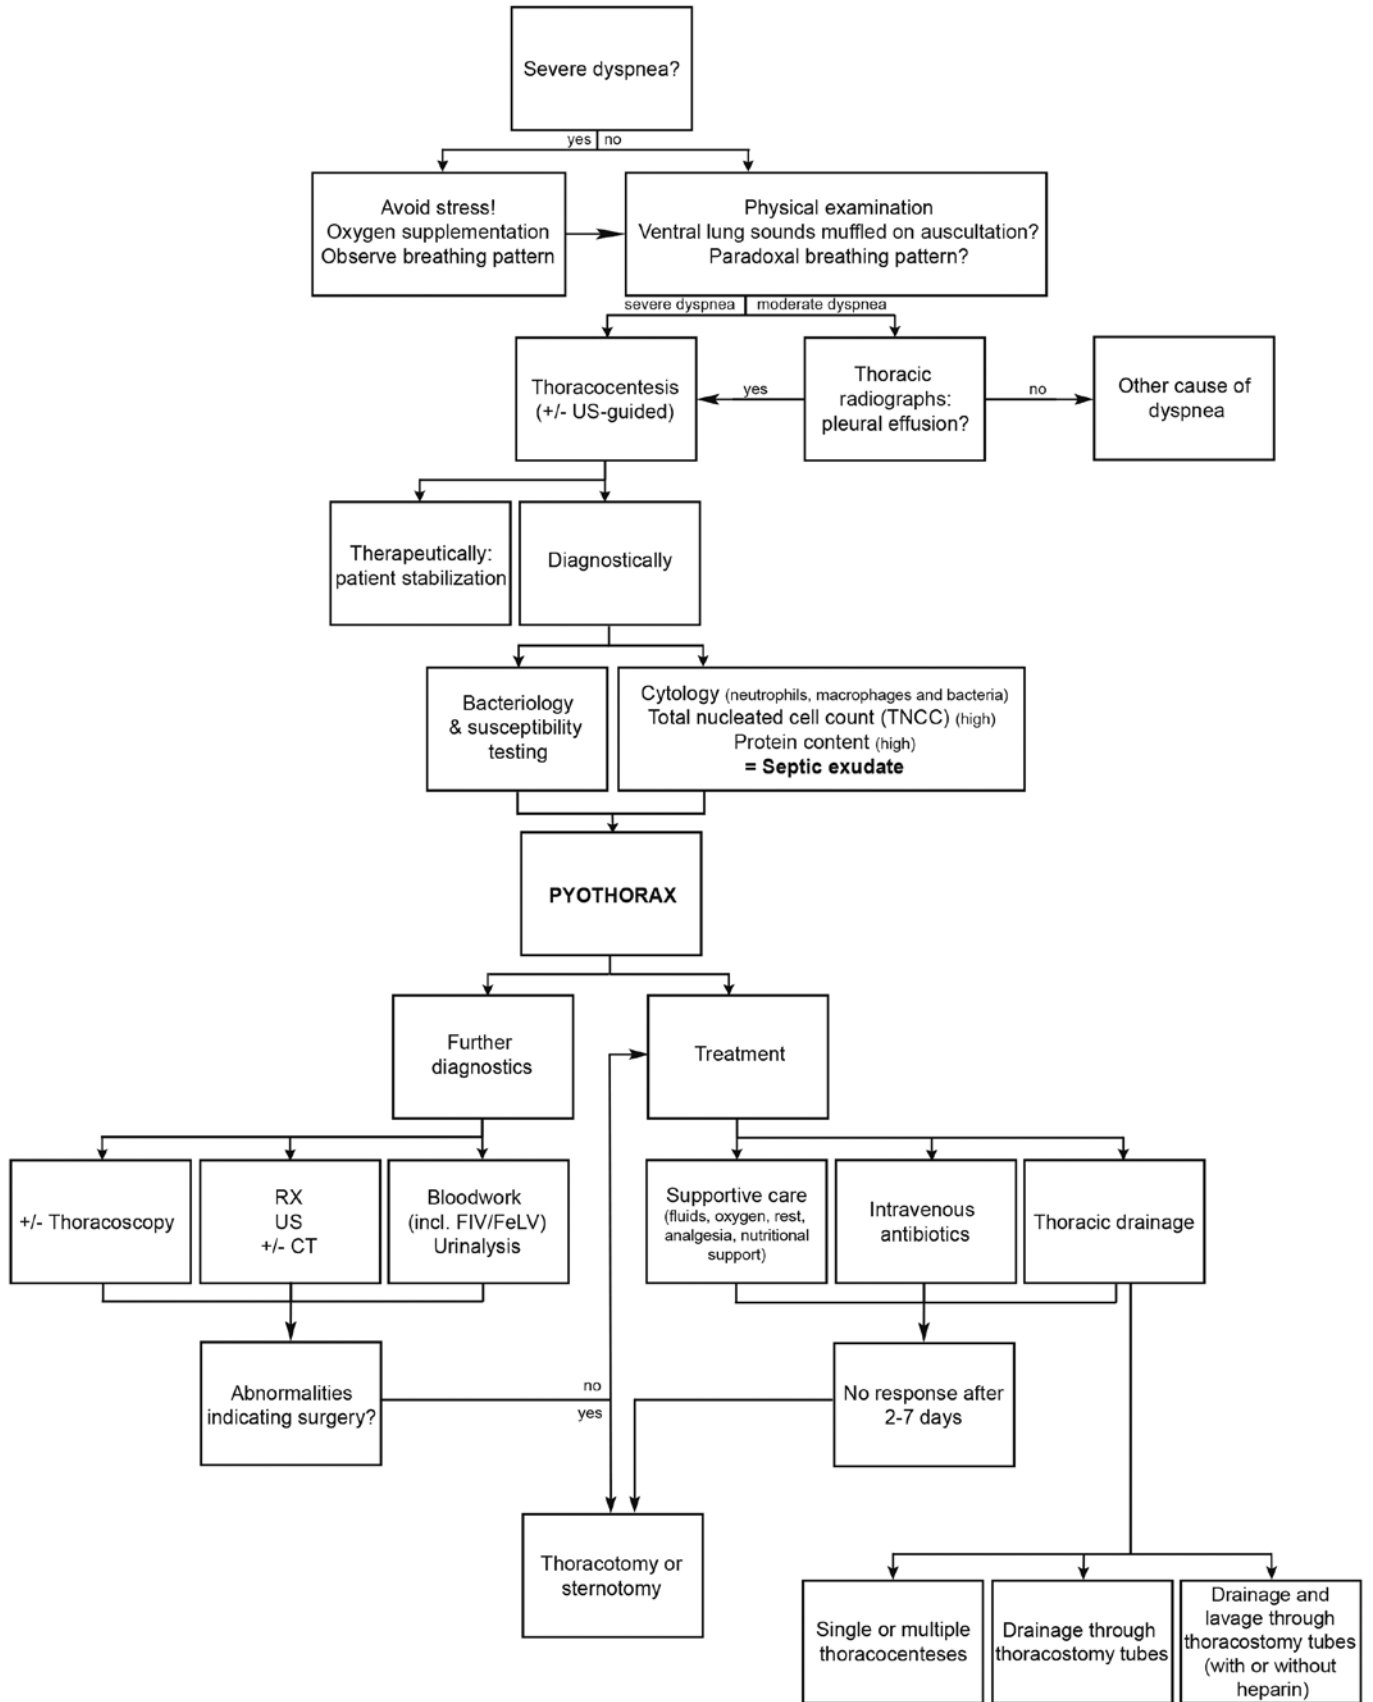 Severe dyspnea?
yes
no
Avoid stress!
Oxygen supplementation
Observe breathing pattern
Physical examination
Ventral lung sounds muffled on auscultation?
Paradoxal breathing pattern?
severe dyspnea
moderate dyspnea
Thoracocentesis
(+/- US-guided)
yes
Thoracic
radiographs:
pleural effusion?
no
Other cause of
dyspnea
Therapeutically:
patient stabilization
Diagnostically
Bacteriology
& susceptibility
testing
Cytology (neutrophils, macrophages and bacteria)
Total nucleated cell count (TNCC) (high)
Protein content (high)
= Septic exudate
PYOTHORAX
Further
diagnostics
Treatment
+/- Thoracoscopy
RX
US
+/- CT
Bloodwork
(incl. FIV/FeLV)
Urinalysis
Supportive care
(fluids, oxygen, rest,
analgesia, nutritional
support)
Intravenous
antibiotics
Thoracic drainage
Abnormalities
indicating surgery?
no
yes
No response after
2-7 days
Thoracotomy or
sternotomy
Single or multiple
thoracocenteses
Drainage through
thoracostomy tubes
Drainage and
lavage through
thoracostomy tubes
(with or without
heparin)